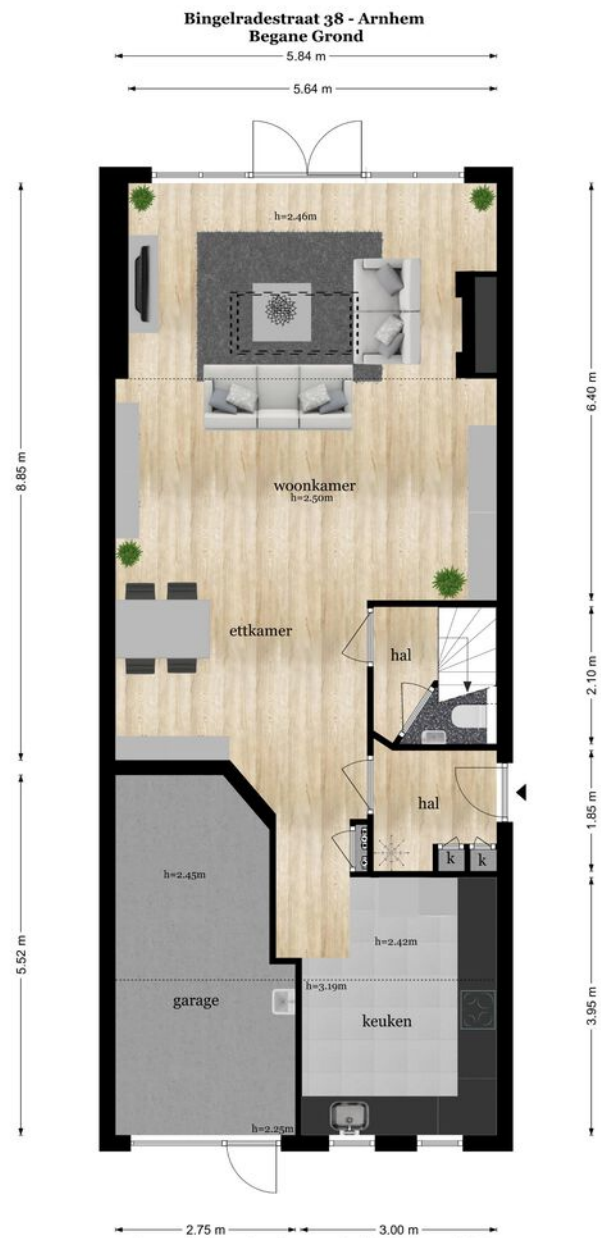 Bingelradestraat 38 - Arnhem
Begane Grond
5.84 m
5.64 m
h=2.46m
6.40 m
8.85 m
woonkamer
h=2.50m
ettkamer
hal
2.10 m
hal
1.85 m
k k
h=2.45m
h=2.42m
5.52 m
h=3.19m
garage
keuken
3.95 m
h=2.25m
2.75 m
3.00 m